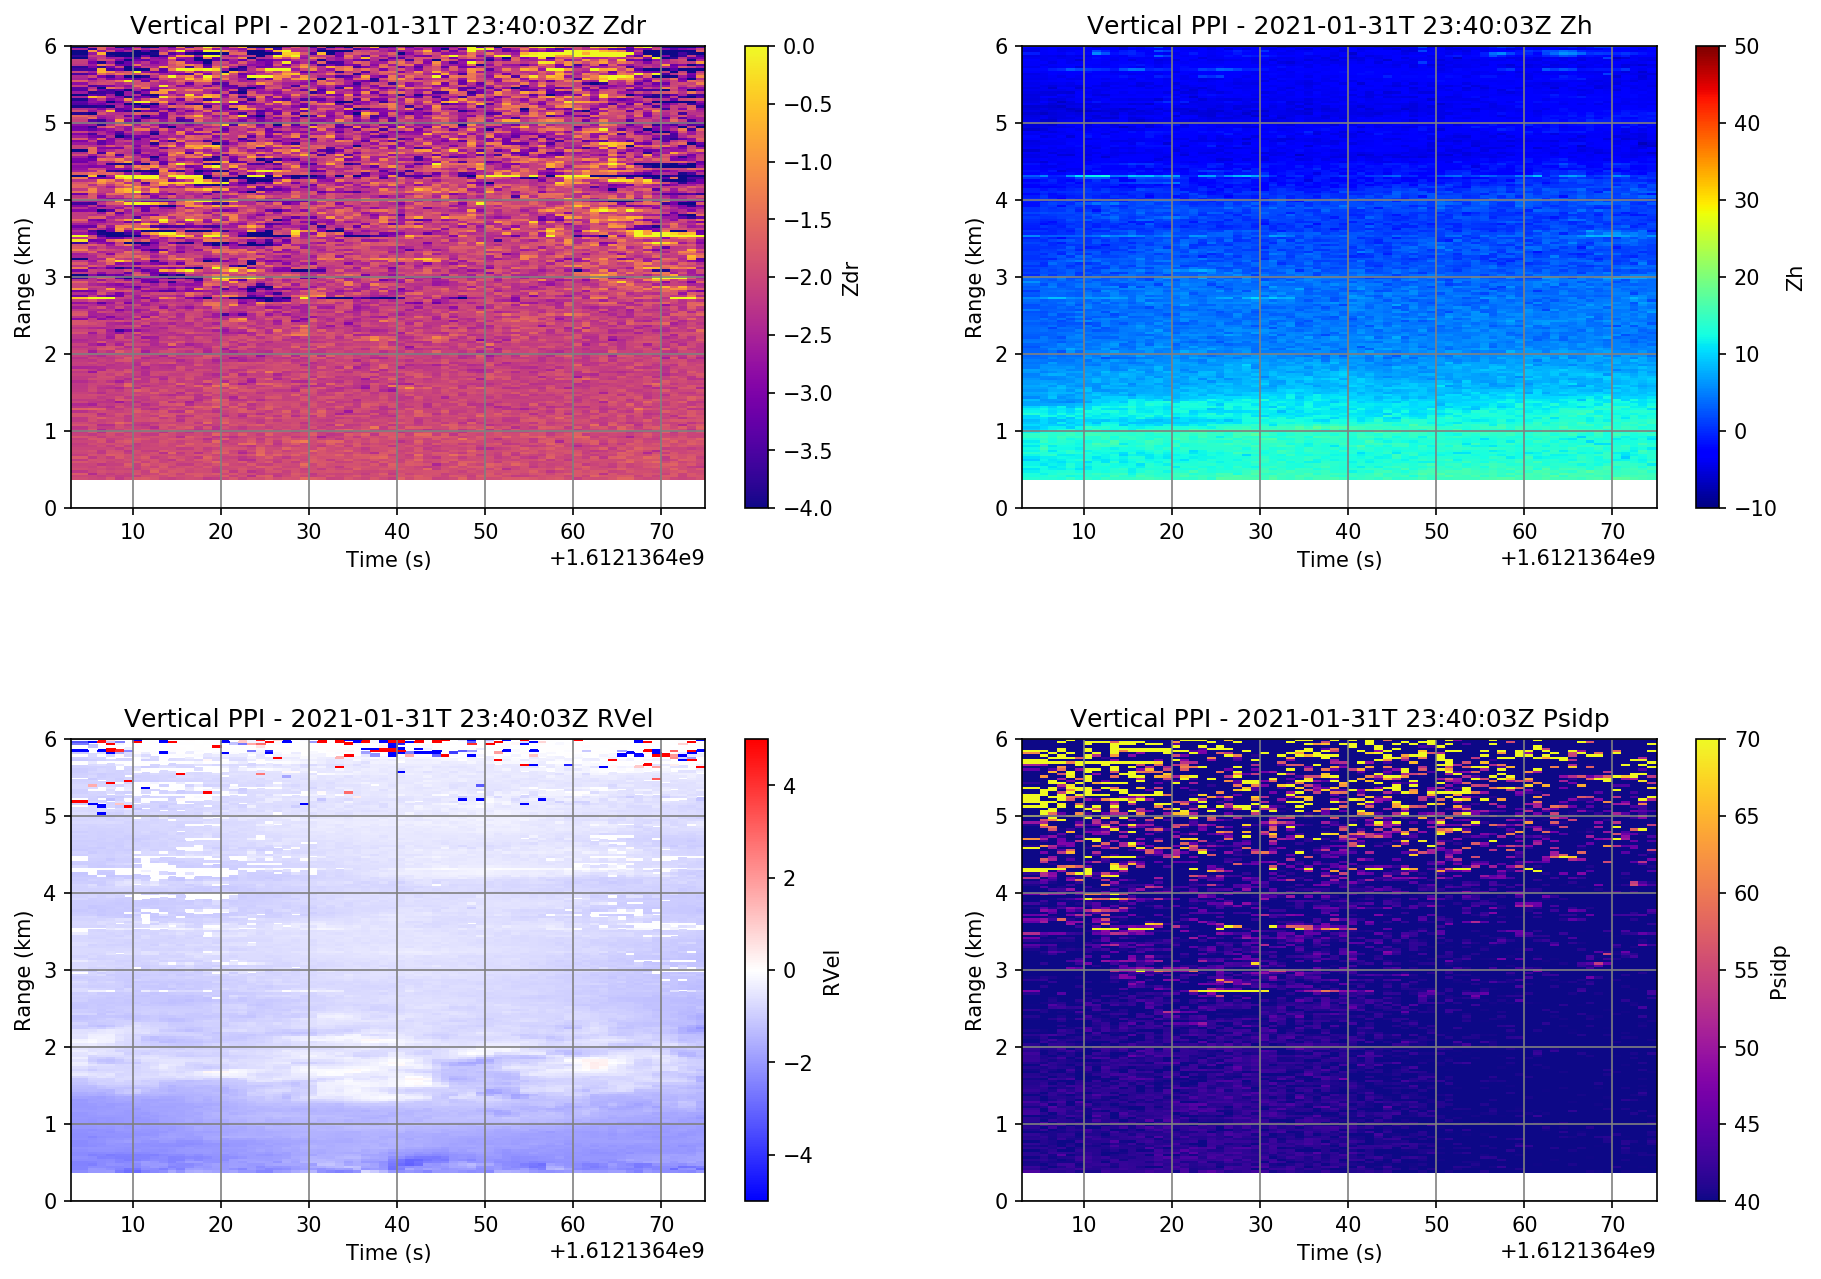 Vertical PPI - 2021-01-31T 23:40:03Z Zdr
6
5
4
3
2
1
0
Range (km)
10 20 30 40 50 60 70
Time (s)
+1.6121364e9
0.0
−0.5
−1.0
−1.5
−2.0
−2.5
−3.0
−3.5
−4.0
Zdr
Vertical PPI - 2021-01-31T 23:40:03Z Zh
6
5
4
3
2
1
0
Range (km)
10 20 30 40 50 60 70
Time (s)
+1.6121364e9
50
40
30
20
10
0
−10
Zh
Vertical PPI - 2021-01-31T 23:40:03Z RVel
6
5
4
3
2
1
0
Range (km)
10 20 30 40 50 60 70
Time (s)
+1.6121364e9
4
2
0
−2
−4
RVel
Vertical PPI - 2021-01-31T 23:40:03Z Psidp
6
5
4
3
2
1
0
Range (km)
10 20 30 40 50 60 70
Time (s)
+1.6121364e9
70
65
60
55
50
45
40
Psidp